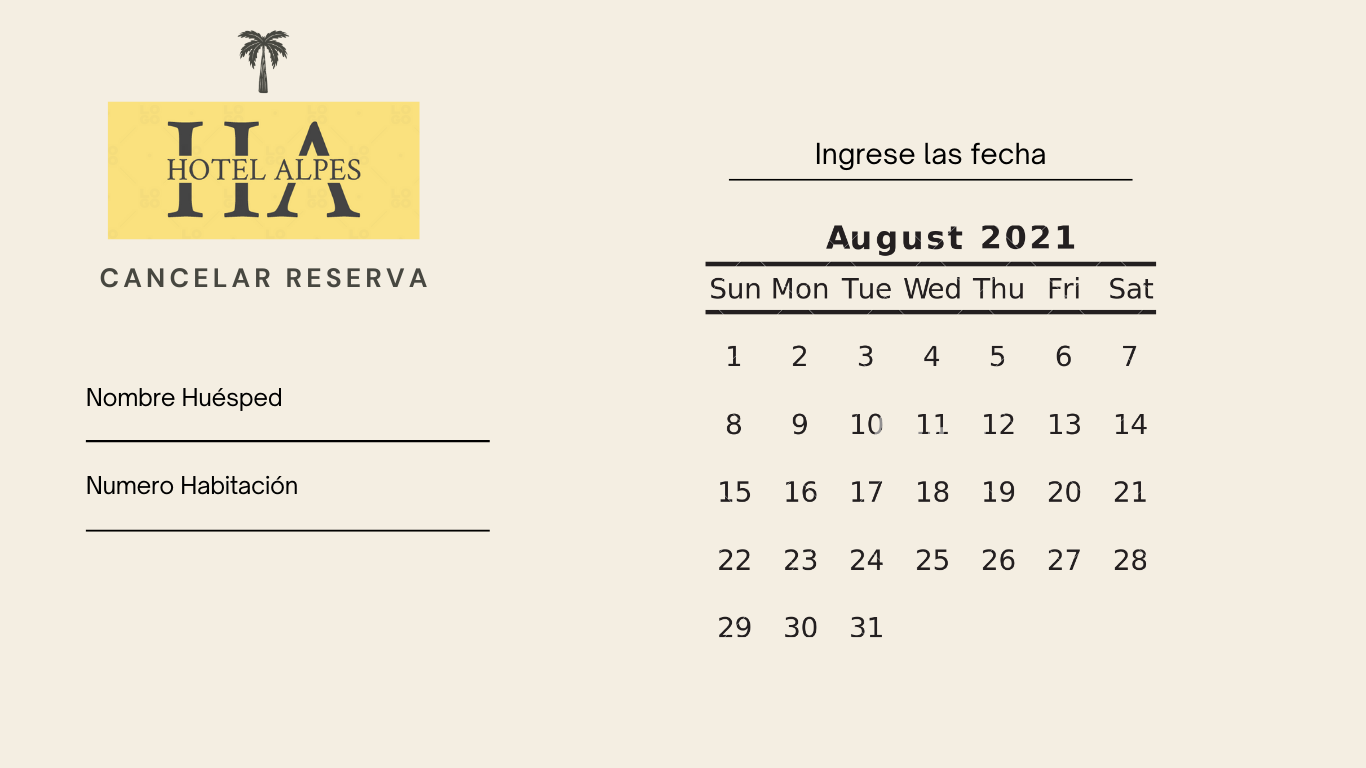 HA
HOTEL ALPES
CANCELAR RESERVA
Nombre Huésped
Numero Habitación
Ingrese las fecha
August 2021
Sun Mon Tue Wed Thu Fri Sat
1 2 3 4 5 6 7
8 9 10 11 12 13 14
15 16 17 18 19 20 21
22 23 24 25 26 27 28
29 30 31